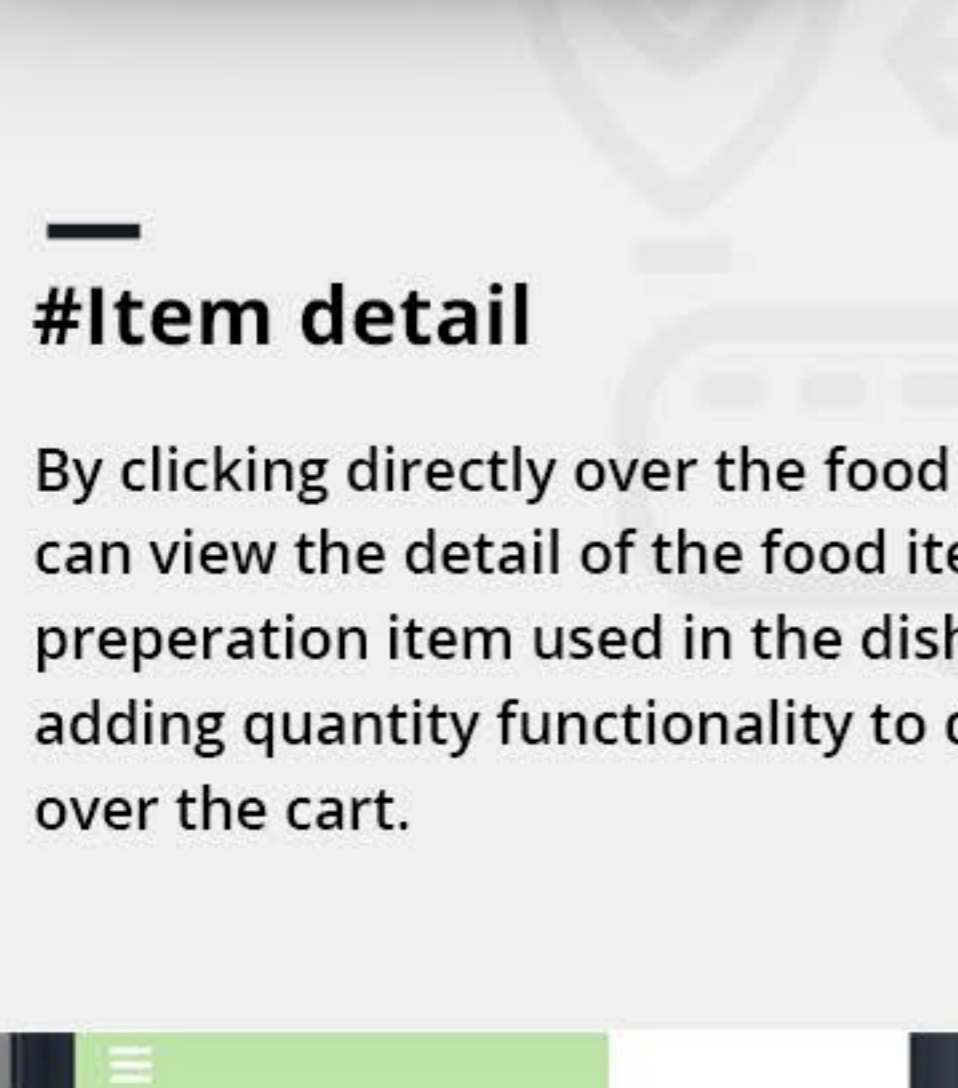 #Item detail
By clicking directly over the food
can view the detail of the food
preperation item used in the
adding quantity functionality to
over the cart.